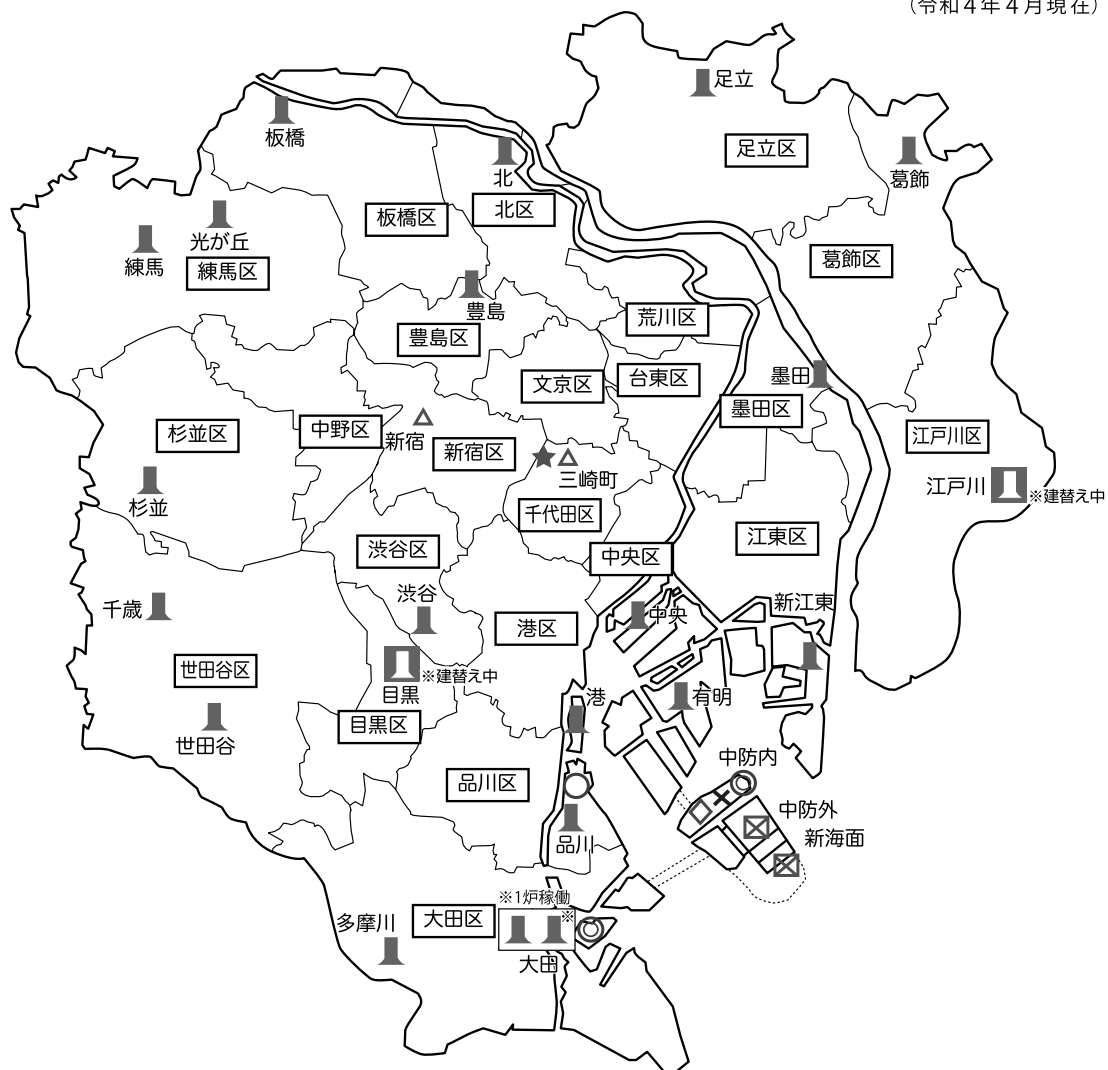 （令和４年４月現在）
足立
板橋
足立区
葛飾
北
北区
板橋区
光が丘
練馬
練馬区
葛飾区
豊島
荒川区
豊島区
墨田
台東区
文京区
墨田区
杉並区
中野区
新宿
新宿区
江戸川区
三崎町
江戸川
※建替え中
杉並
千代田区
江東区
渋谷区
中央区
千歳
渋谷
新江東
中央
港区
世田谷区
※建替え中
目黒
港
有明
世田谷
目黒区
中防内
品川区
中防外
品川
新海面
※1炉稼働
※
多摩川
大田区
大田